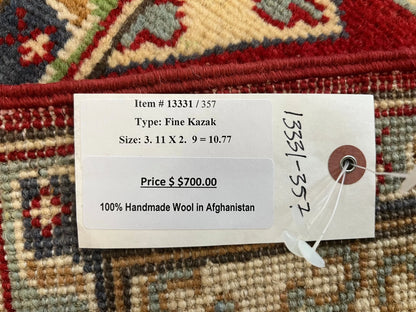 Item # 13331 / 357
Type: Fine Kazak
Size: 3. 11 X 2. 9 = 10.77
Price $ $700.00
100% Handmade Wool in Afghanistan
13331-357